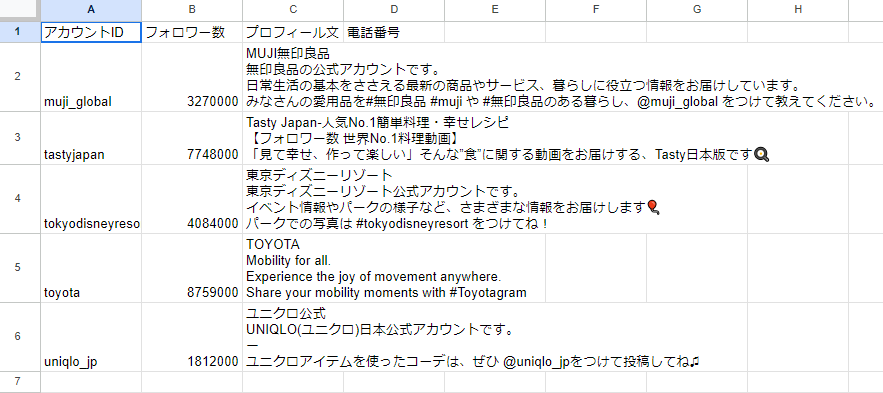 A B C D E F G H
1 アカウントID フォロワー数 プロフィール文 電話番号
MUJI無印良品
無印良品の公式アカウントです。
日常生活の基本をささえる最新の商品やサービス、暮らしに役立つ情報をお届けしています。
2 muji_global 3270000 みなさんの愛用品を#無印良品 #muji や #無印良品のある暮らし、@muji_global をつけて教えてください。
Tasty Japan-人気No.1簡単料理・幸せレシピ
【フォロワー数 世界No.1料理動画】
3 tastyjapan 7748000 「見て幸せ、作って楽しい」そんな”食”に関する動画をお届けする、Tasty日本版です🍳
東京ディズニーリゾート
東京ディズニーリゾート公式アカウントです。
イベント情報やパークの様子など、さまざまな情報をお届けします🎈
4 tokyodisneyreso 4084000 パークでの写真は #tokyodisneyresort をつけてね！
TOYOTA
Mobility for all.
Experience the joy of movement anywhere.
5 toyota 8759000 Share your mobility moments with #Toyotagram
ユニクロ公式
UNIQLO(ユニクロ)日本公式アカウントです。
ー
6 uniqlo_jp 1812000 ユニクロアイテムを使ったコーデは、ぜひ @uniqlo_jpをつけて投稿してね♫
7